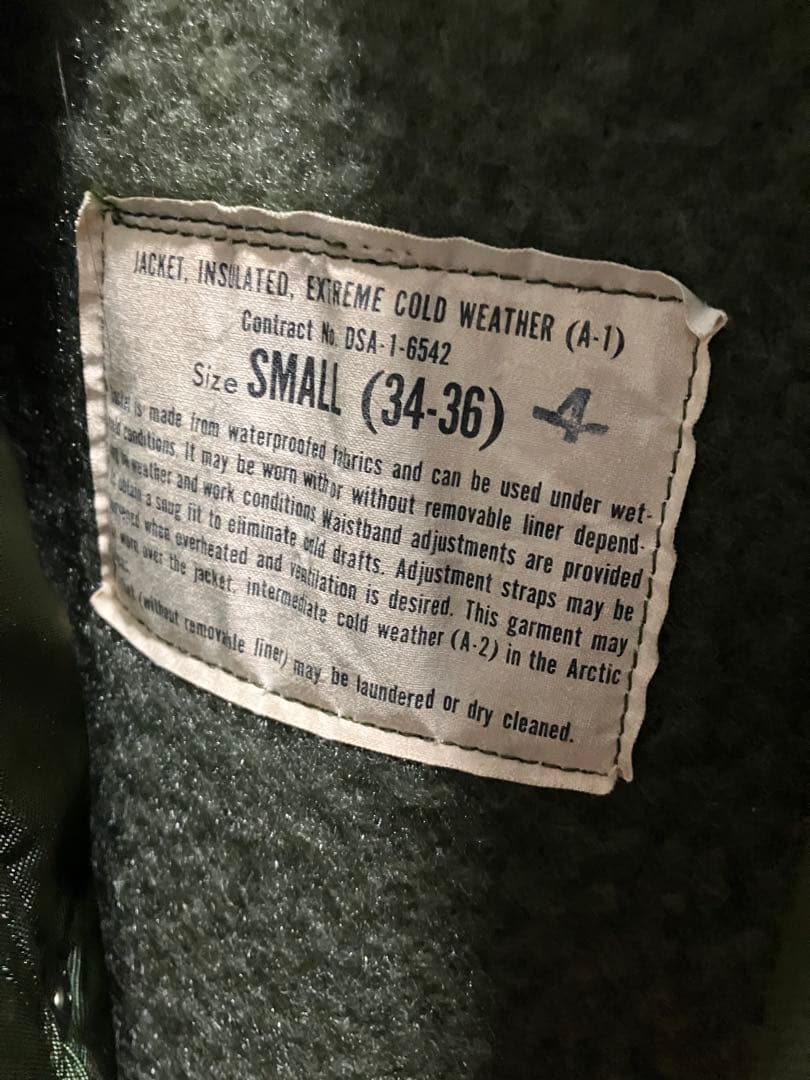 JACKET, INSULATED, EXTREME COLD WEATHER (A-1)
Contract No. DSA-1-6542
Size SMALL (34-36) 4
is made from waterproofed fabrics and can be used under wet-
conditions. It may be worn with or without removable liner depend-
weather and work conditions Waistband adjustments are provided
obtain a snug fit to eliminate cold drafts. Adjustment straps may be
when overheated and ventilation is desired. This garment may
worn over the jacket, intermediate cold weather (A-2) in the Arctic
(without removable liner) may be laundered or dry cleaned.